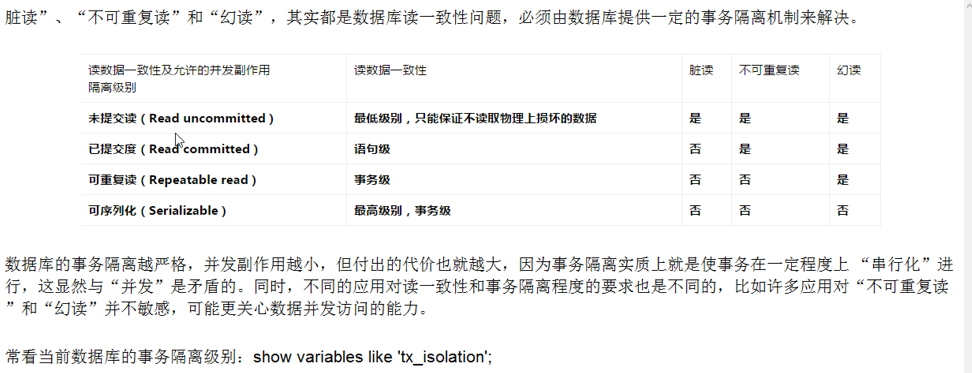 脏读”、“不可重复读”和“幻读”，其实都是数据库读一致性问题，必须由数据库提供一定的事务隔离机制来解决。
读数据一致性及允许的并发副作用 读数据一致性 脏读 不可重复读 幻读
隔离级别
未提交读（Read uncommitted） 最低级别，只能保证不读取物理上损坏的数据 是 是 是
已提交度（Read committed） 语句级 否 是 是
可重复读（Repeatable read） 事务级 否 否 是
可序列化（Serializable） 最高级别，事务级 否 否 否
数据库的事务隔离越严格，并发副作用越小，但付出的代价也就越大，因为事务隔离实质上就是使事务在一定程度上 “串行化”进
行，这显然与“并发”是矛盾的。同时，不同的应用对读一致性和事务隔离程度的要求也是不同的，比如许多应用对“不可重复读
”和“幻读”并不敏感，可能更关心数据并发访问的能力。
常看当前数据库的事务隔离级别：show variables like 'tx_isolation';